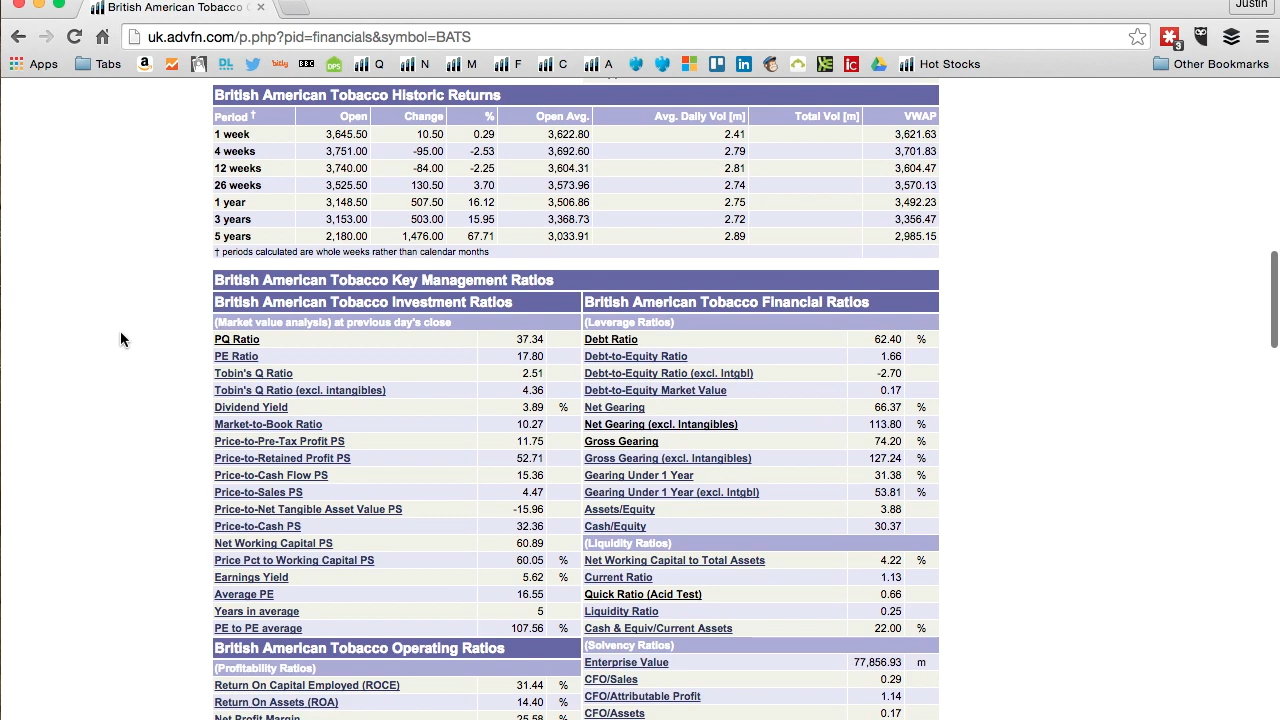 British American Tobacco
Justin
uk.advfn.com/p.php?pid=financials&symbol=BATS
3
Apps Tabs DL bitly BBC DPS Q N M F C A in ic Hot Stocks Other Bookmarks
British American Tobacco Historic Returns
Period † Open Change % Open Avg. Avg. Daily Vol [m] Total Vol [m] VWAP
1 week 3,645.50 10.50 0.29 3,622.80 2.41 3,621.63
4 weeks 3,751.00 -95.00 -2.53 3,692.60 2.79 3,701.83
12 weeks 3,740.00 -84.00 -2.25 3,604.31 2.81 3,604.47
26 weeks 3,525.50 130.50 3.70 3,573.96 2.74 3,570.13
1 year 3,148.50 507.50 16.12 3,506.86 2.75 3,492.23
3 years 3,153.00 503.00 15.95 3,368.73 2.72 3,356.47
5 years 2,180.00 1,476.00 67.71 3,033.91 2.89 2,985.15
† periods calculated are whole weeks rather than calendar months
British American Tobacco Key Management Ratios
British American Tobacco Investment Ratios
(Market value analysis) at previous day's close
PQ Ratio 37.34
PE Ratio 17.80
Tobin's Q Ratio 2.51
Tobin's Q Ratio (excl. intangibles) 4.36
Dividend Yield 3.89 %
Market-to-Book Ratio 10.27
Price-to-Pre-Tax Profit PS 11.75
Price-to-Retained Profit PS 52.71
Price-to-Cash Flow PS 15.36
Price-to-Sales PS 4.47
Price-to-Net Tangible Asset Value PS -15.96
Price-to-Cash PS 32.36
Net Working Capital PS 60.89
Price Pct to Working Capital PS 60.05 %
Earnings Yield 5.62 %
Average PE 16.55
Years in average 5
PE to PE average 107.56 %
British American Tobacco Operating Ratios
(Profitability Ratios)
Return On Capital Employed (ROCE) 31.44 %
Return On Assets (ROA) 14.40 %
Net Profit Margin 25.58 %
British American Tobacco Financial Ratios
(Leverage Ratios)
Debt Ratio 62.40 %
Debt-to-Equity Ratio 1.66
Debt-to-Equity Ratio (excl. Intgbl) -2.70
Debt-to-Equity Market Value 0.17
Net Gearing 66.37 %
Net Gearing (excl. Intangibles) 113.80 %
Gross Gearing 74.20 %
Gross Gearing (excl. Intangibles) 127.24 %
Gearing Under 1 Year 31.38 %
Gearing Under 1 Year (excl. Intgbl) 53.81 %
Assets/Equity 3.88
Cash/Equity 30.37
(Liquidity Ratios)
Net Working Capital to Total Assets 4.22 %
Current Ratio 1.13
Quick Ratio (Acid Test) 0.66
Liquidity Ratio 0.25
Cash & Equiv/Current Assets 22.00 %
(Solvency Ratios)
Enterprise Value 77,856.93 m
CFO/Sales 0.29
CFO/Attributable Profit 1.14
CFO/Assets 0.17